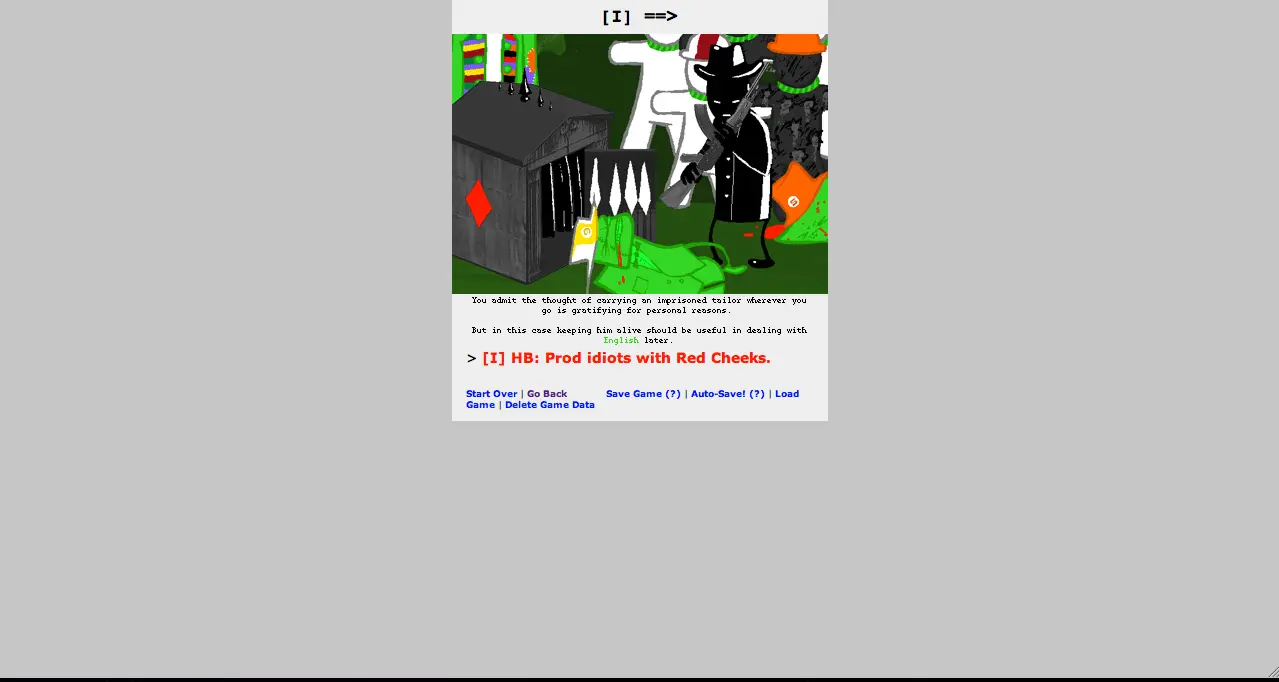 [I] ==>
You admit the thought of carrying an imprisoned tailor wherever you
go is gratifying for personal reasons.
But in this case keeping him alive should be useful in dealing with
English later.
> [I] HB: Prod idiots with Red Cheeks.
Start Over | Go Back Save Game (?) | Auto-Save! (?) | Load
Game | Delete Game Data